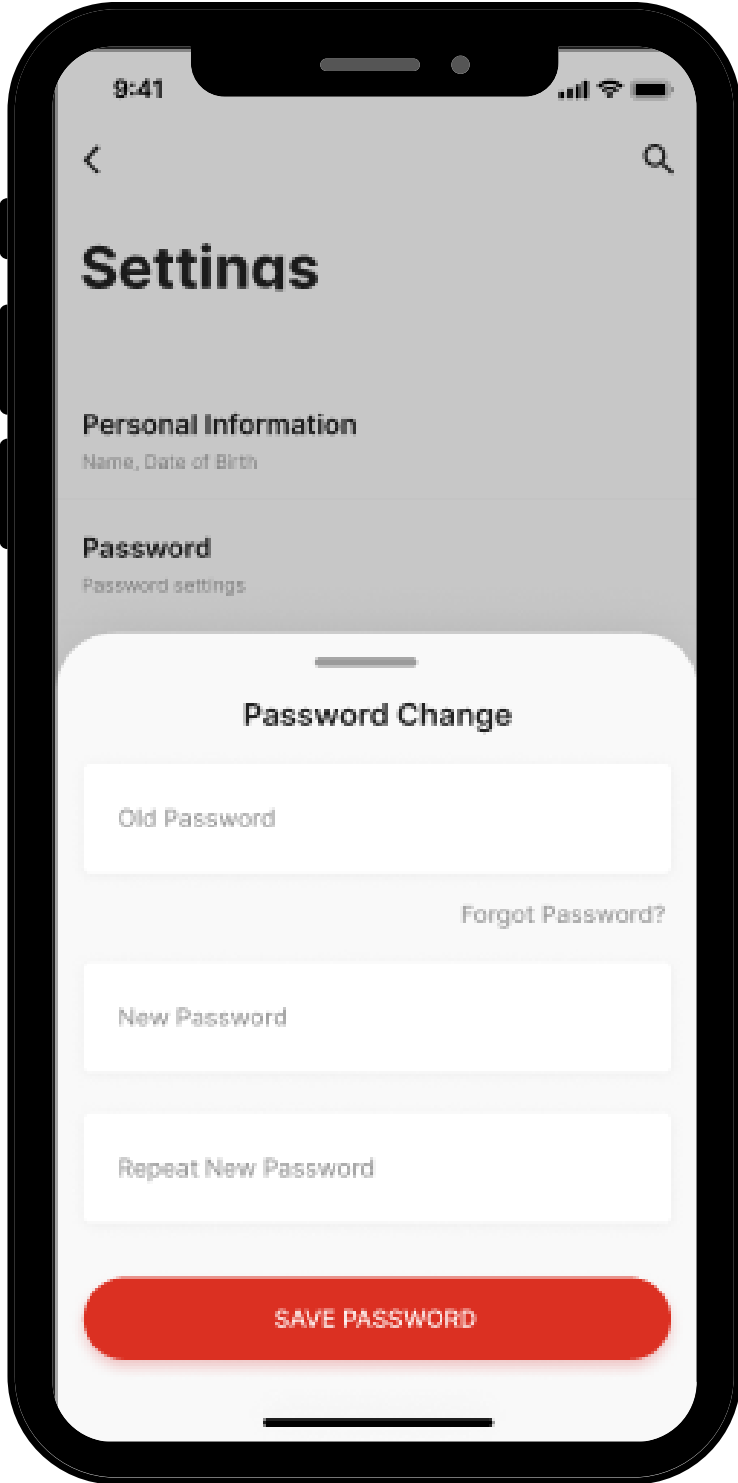 9:41
Settings
Personal Information
Name, Date of Birth
Password
Password settings
Password Change
Old Password
Forgot Password?
New Password
Repeat New Password
SAVE PASSWORD